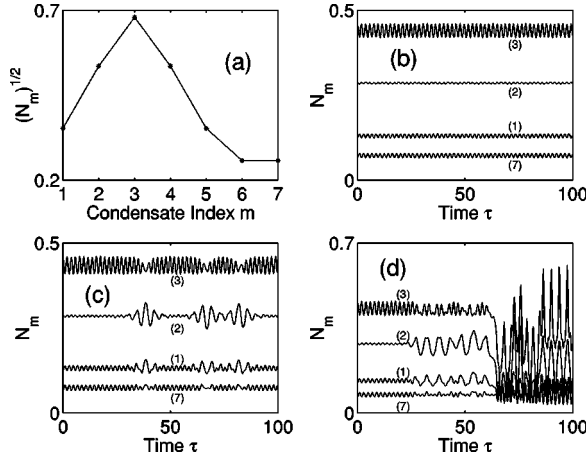 0.7
(a)
(N_m)^{1/2}
0.2
1 2 3 4 5 6 7
Condensate Index m
0.5
(b)
(3)
N_m
(2)
(1)
(7)
0
0 50 100
Time τ
0.5
(c)
(3)
N_m
(2)
(1)
(7)
0
0 50 100
Time τ
0.7
(d)
(3)
N_m
(2)
(1)
(7)
0
0 50 100
Time τ